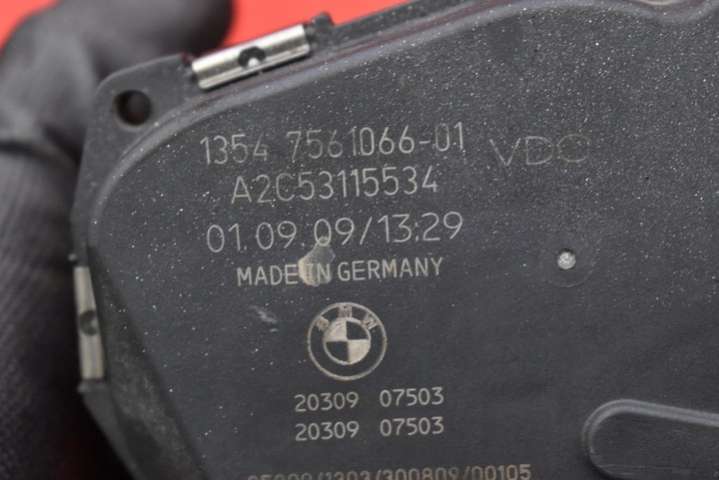 1354 7561066-01 VDO
A2C53115534
01.09.09/13:29
MADE IN GERMANY
BMW
20309 07503
20309 07503